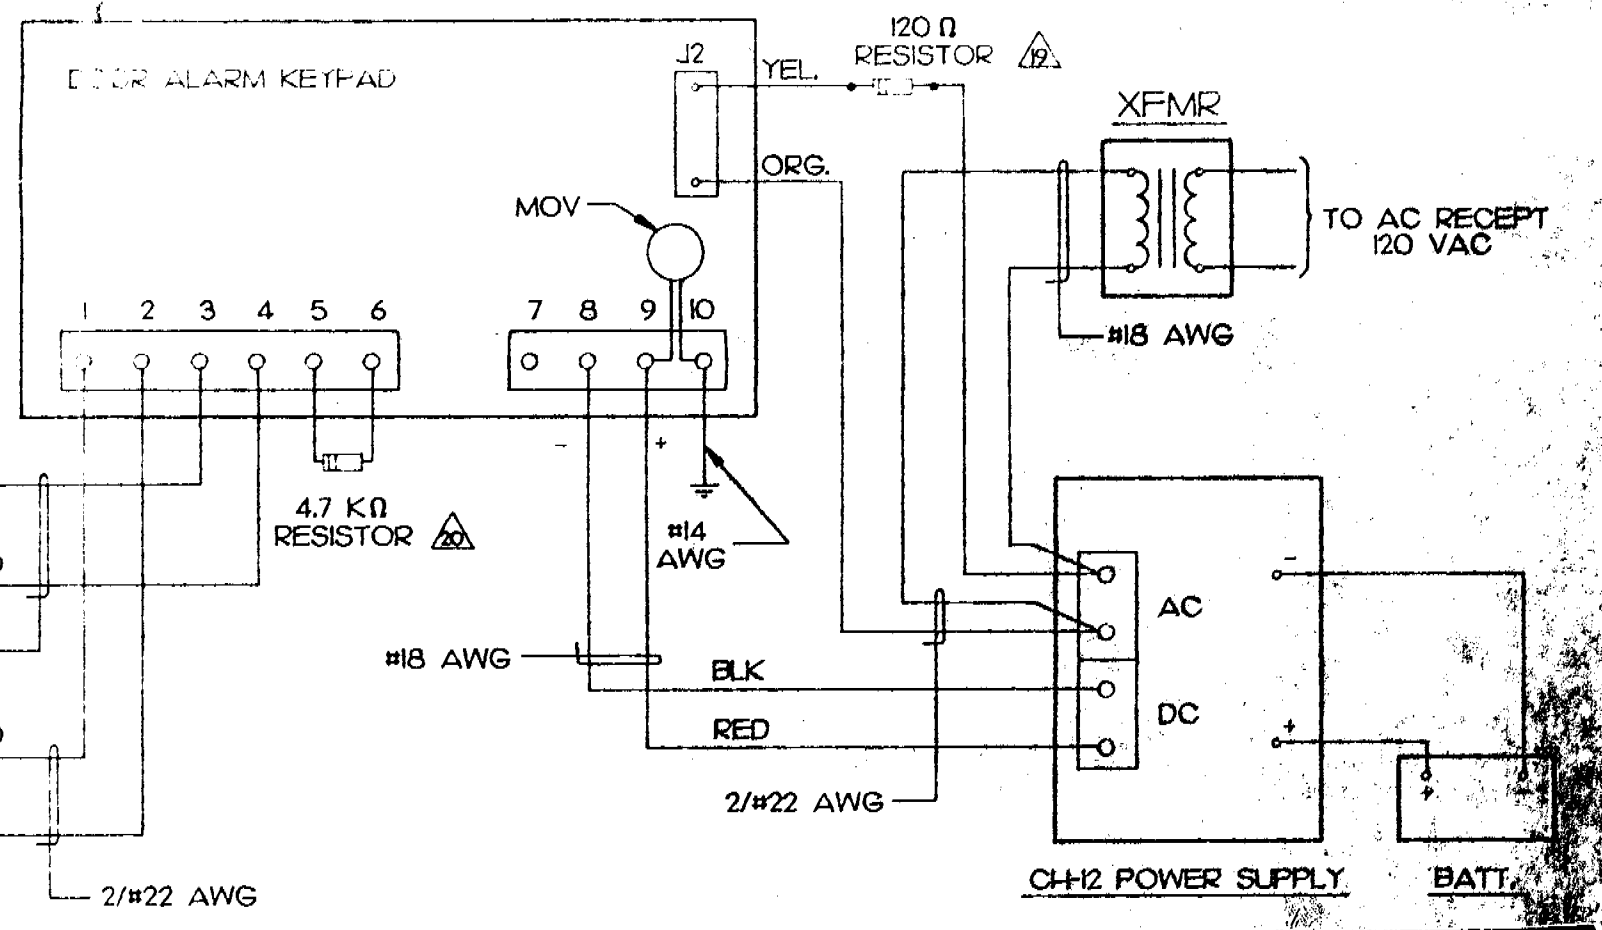 120 Ω
RESISTOR 19
J2
DOOR ALARM KEYPAD
YEL.
XFMR
ORG.
MOV
TO AC RECEPT
120 VAC
1 2 3 4 5 6 7 8 9 10
#18 AWG
- +
4.7 KΩ
RESISTOR 20
#14
AWG
-
AC
#18 AWG
BLK
DC
+
RED
2/#22 AWG
+ -
CH-12 POWER SUPPLY
BATT.
2/#22 AWG